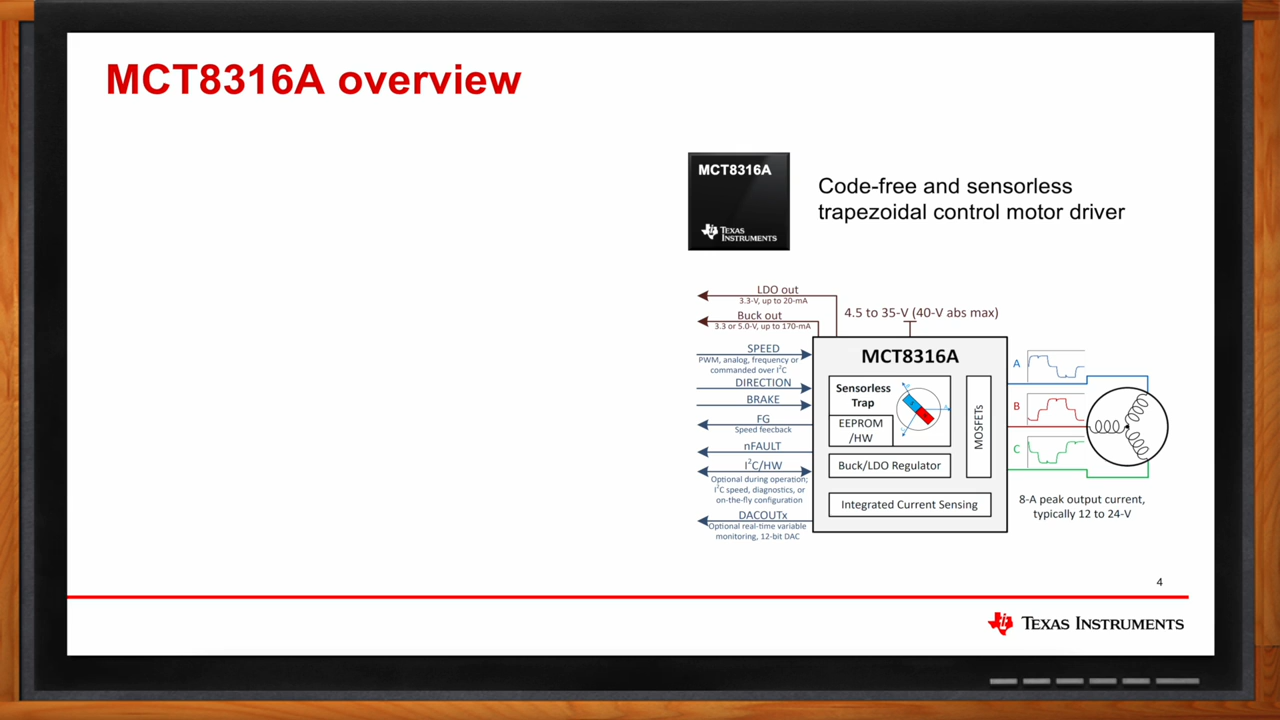 MCT8316A overview
MCT8316A
TEXAS
INSTRUMENTS
Code-free and sensorless
trapezoidal control motor driver
LDO out
3.3-V, up to 20-mA
Buck out
3.3 or 5.0-V, up to 170-mA
4.5 to 35-V (40-V abs max)
SPEED
PWM, analog, frequency or
commanded over I²C
DIRECTION
BRAKE
FG
Speed feecback
nFAULT
I²C/HW
Optional during operation;
I²C speed, diagnostics, or
on-the-fly configuration
DACOUTx
Optional real-time variable
monitoring, 12-bit DAC
MCT8316A
Sensorless
Trap
EEPROM
/HW
MOSFETs
Buck/LDO Regulator
Integrated Current Sensing
A
B
C
8-A peak output current,
typically 12 to 24-V
4
TEXAS INSTRUMENTS